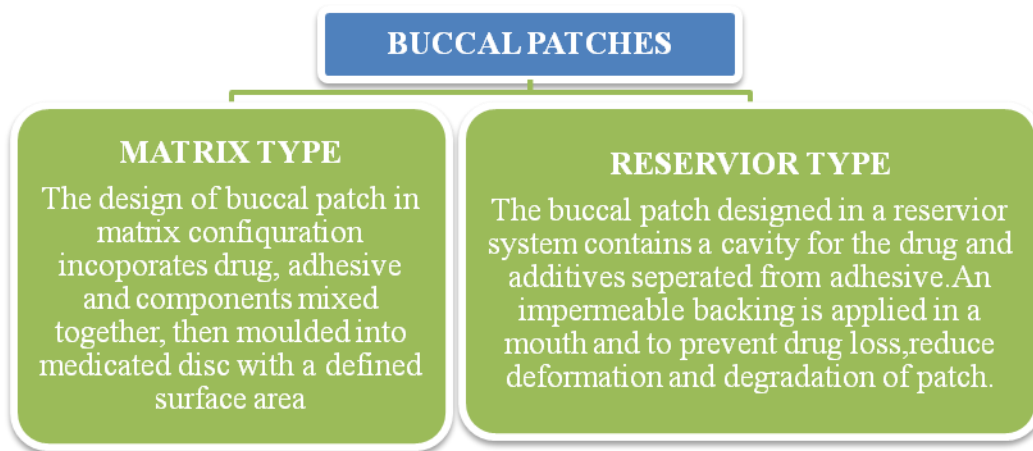 BUCCAL PATCHES
MATRIX TYPE
The design of buccal patch in
matrix confiquration
incoporates drug, adhesive
and components mixed
together, then moulded into
medicated disc with a defined
surface area
RESERVIOR TYPE
The buccal patch designed in a reservior
system contains a cavity for the drug and
additives seperated from adhesive.An
impermeable backing is applied in a
mouth and to prevent drug loss,reduce
deformation and degradation of patch.